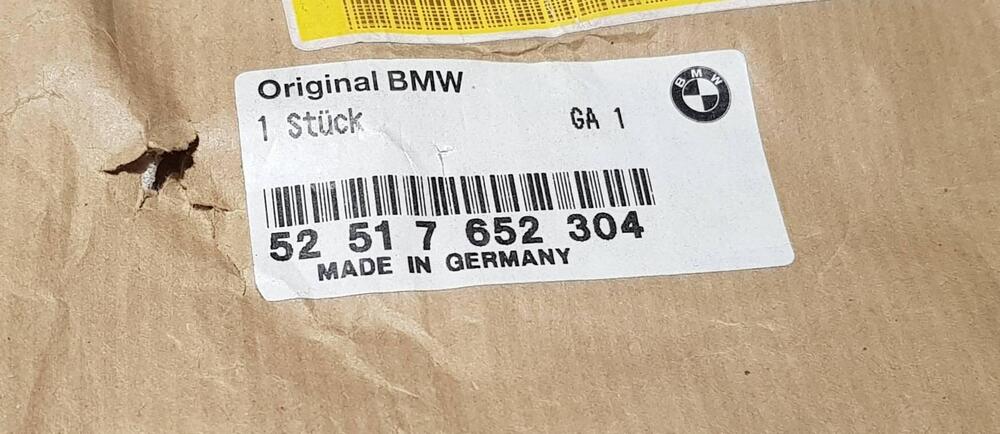 Original BMW
BMW
1 Stück GA 1
52 51 7 652 304
MADE IN GERMANY